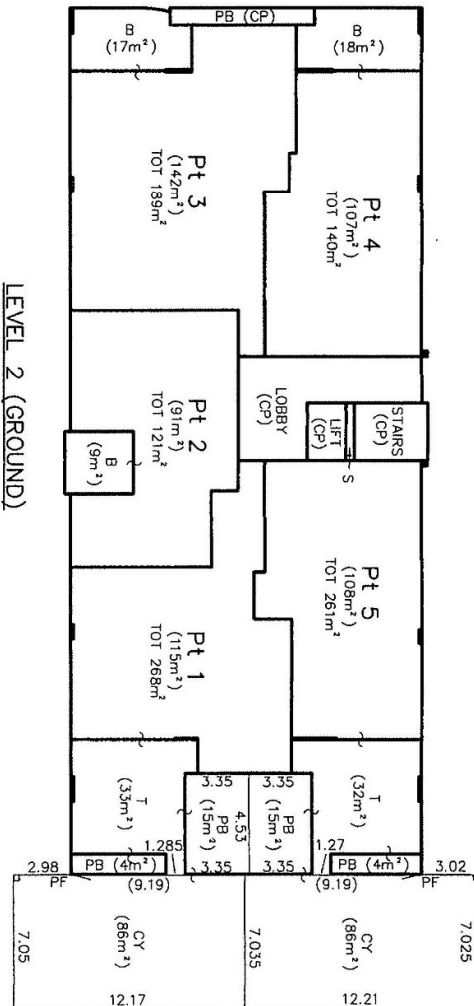 PB (CP)
B
(17m²)
B
(18m²)
Pt 3
(142m²)
TOT 189m²
Pt 4
(107m²)
TOT 140m²
LOBBY
(CP)
STAIRS
(CP)
LIFT
(CP)
S
Pt 2
(91m²)
TOT 121m²
B
(9m²)
Pt 5
(108m²)
TOT 261m²
Pt 1
(115m²)
TOT 268m²
T
(33m²)
T
(32m²)
3.35
3.35
PB
(15m²)
4.53
PB
(15m²)
3.35
3.35
1.285
1.27
PB (4m²)
PB (4m²)
2.98
PF
(9.19)
(9.19)
PF
3.02
CY
(86m²)
CY
(86m²)
7.05
7.035
7.025
12.17
12.21
LEVEL 2 (GROUND)